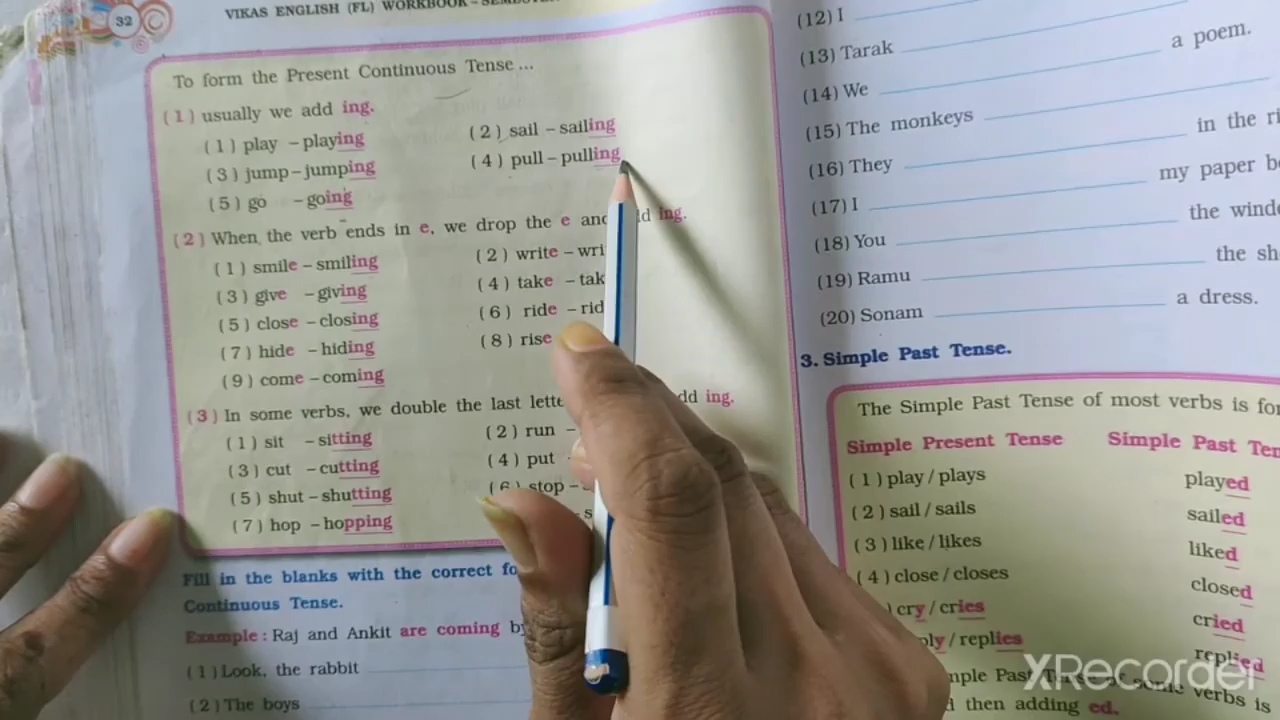 32
VIKAS ENGLISH (FL) WORKBOOK
To form the Present Continuous Tense ...
(1) usually we add ing.
(1) play – playing
(2) sail – sailing
(3) jump – jumping
(4) pull – pulling
(5) go – going
(2) When the verb ends in e, we drop the e ing.
(1) smile – smiling
(2) write – wri
(3) give – giving
(4) take – tak
(5) close – closing
(6) ride – rid
(7) hide – hiding
(8) rise
(9) come – coming
(3) In some verbs, we double the last ing.
(1) sit – sitting
(2) run –
(3) cut – cutting
(4) put
(5) shut – shutting
(6) stop –
(7) hop – hopping
Fill in the blanks with the correct
Continuous Tense.
Example : Raj and Ankit are coming
(1) Look, the rabbit
(2) The boys
(12) I
(13) Tarak
(14) We a poem.
(15) The monkeys
(16) They in the
(17) I my paper
(18) You the
(19) Ramu the
(20) Sonam a dress.
3. Simple Past Tense.
The Simple Past Tense of most verbs is
Simple Present Tense Simple Past
(1) play / plays played
(2) sail / sails sailed
(3) like / likes liked
(4) close / closes closed
cry / cries cried
replies replied
of some verbs is
then adding ed.
XRecorder